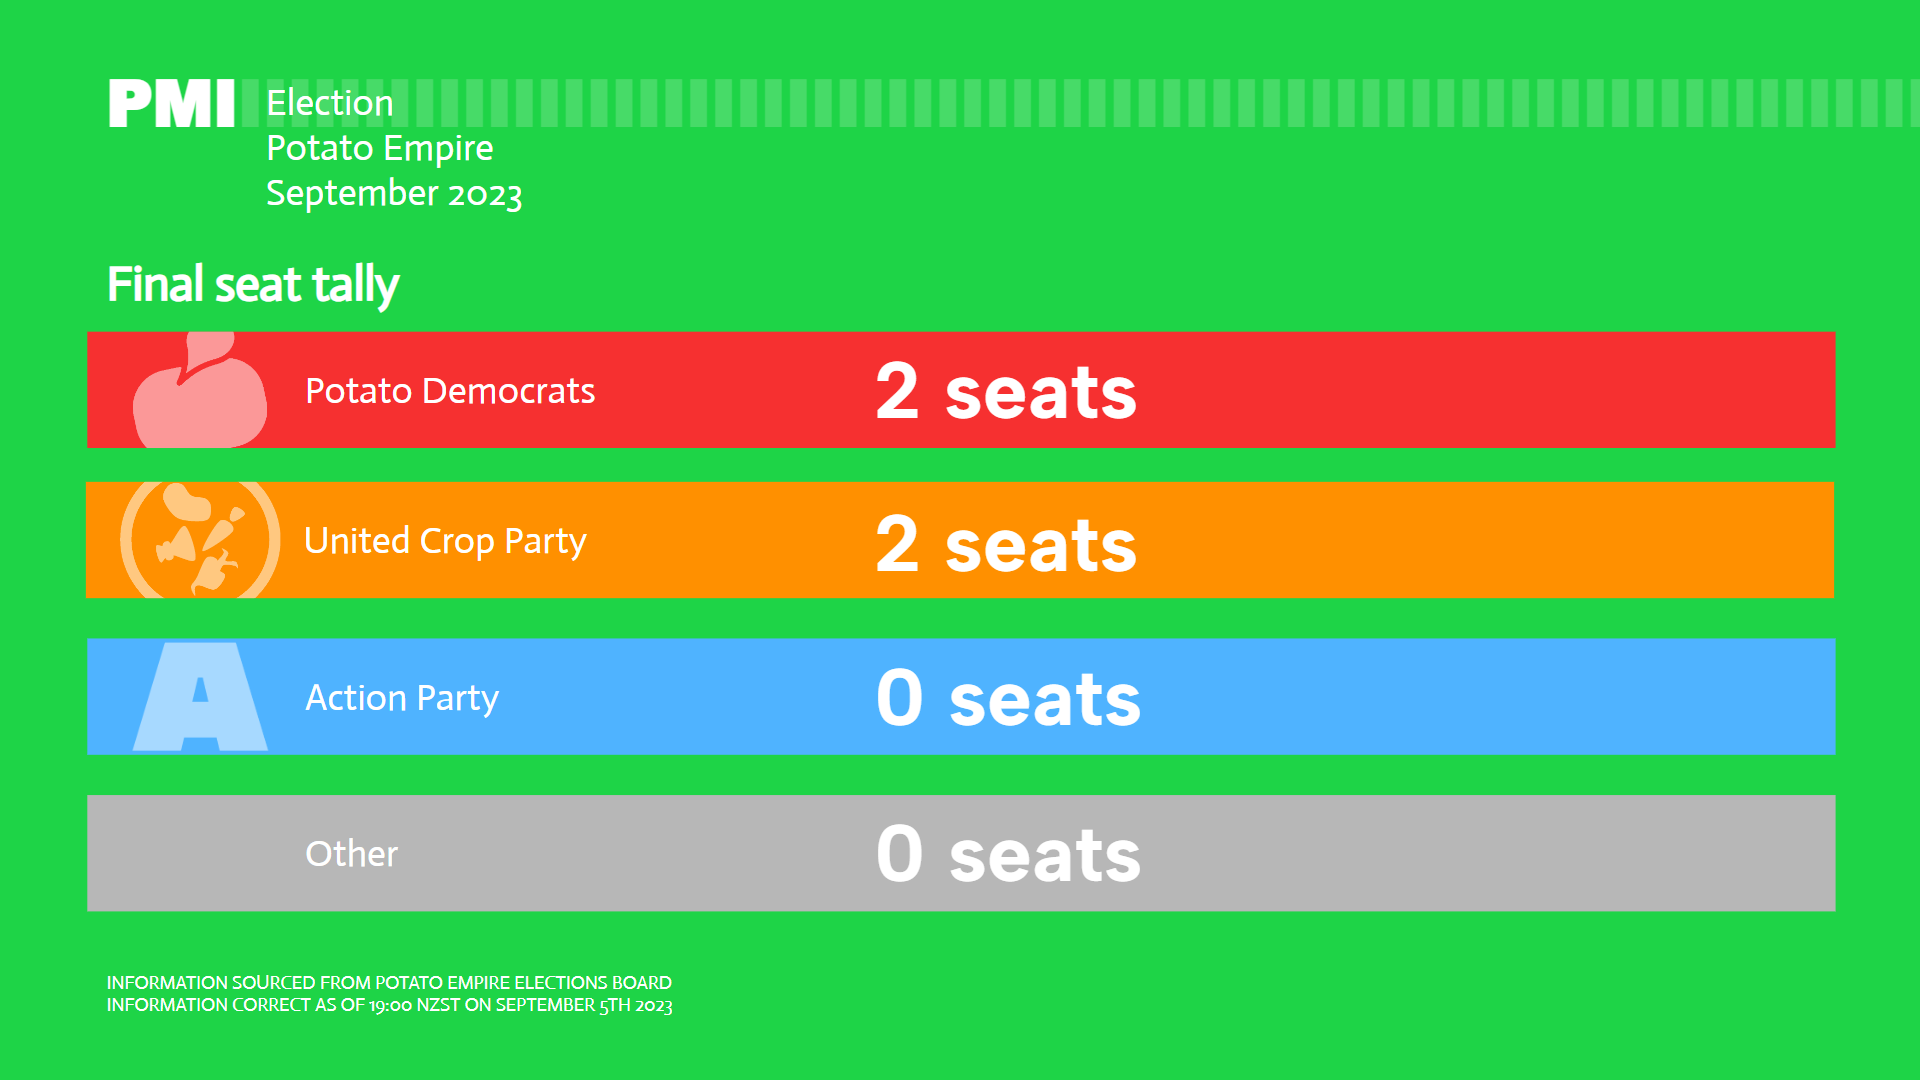 PMI
Election
Potato Empire
September 2023
Final seat tally
Potato Democrats 2 seats
United Crop Party 2 seats
A Action Party 0 seats
Other 0 seats
INFORMATION SOURCED FROM POTATO EMPIRE ELECTIONS BOARD
INFORMATION CORRECT AS OF 19:00 NZST ON SEPTEMBER 5TH 2023